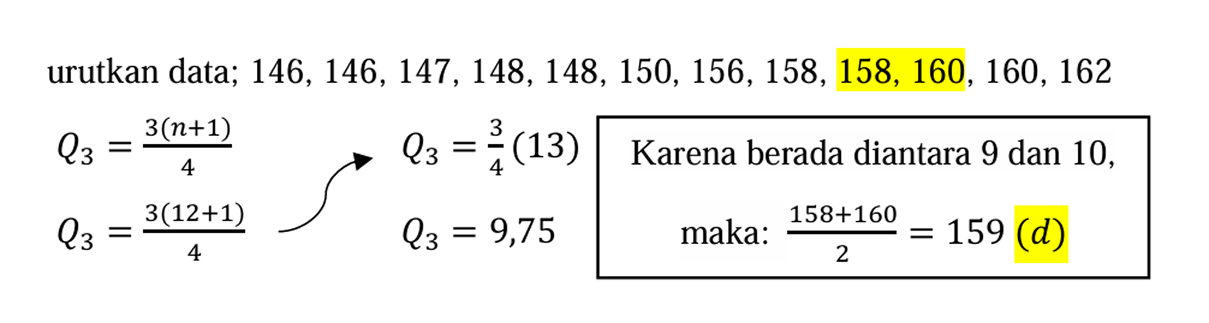 urutkan data; 146, 146, 147, 148, 148, 150, 156, 158, 158, 160, 160, 162
Q₃ = 3(n+1)/4
Q₃ = 3(12+1)/4
Q₃ = 3/4 (13)
Q₃ = 9,75
Karena berada diantara 9 dan 10,
maka: 158+160/2 = 159 (d)